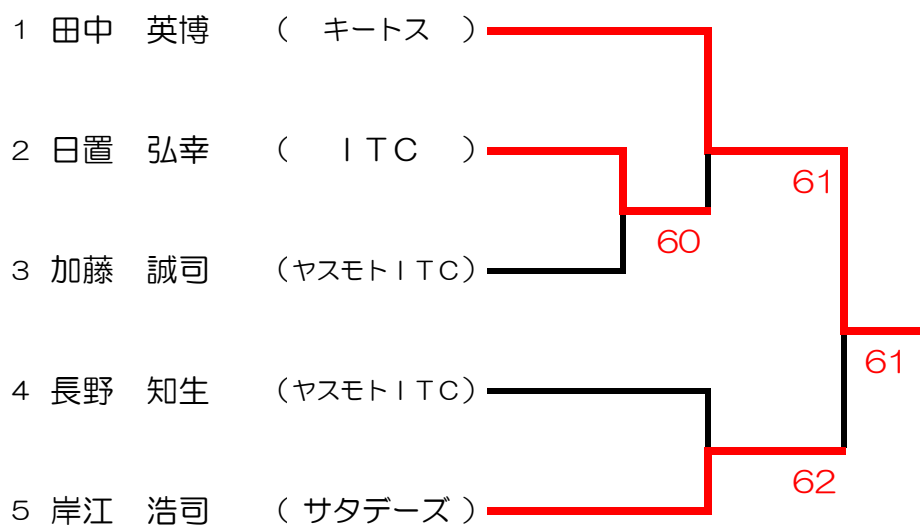 1 田中 英博 ( キートス )
2 日置 弘幸 ( ITC )
61
60
3 加藤 誠司 (ヤスモトITC)
61
4 長野 知生 (ヤスモトITC)
62
5 岸江 浩司 ( サタデーズ )